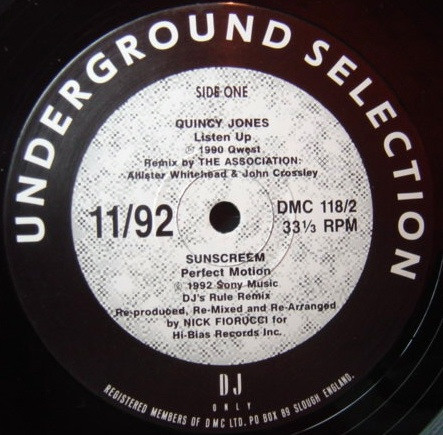 UNDERGROUND SELECTION
SIDE ONE
QUINCY JONES
Listen Up
℗ 1990 Qwest
Remix by THE ASSOCIATION:
Allister Whitehead & John Crossley
11/92
DMC 118/2
33⅓ RPM
SUNSCREEM
Perfect Motion
℗ 1992 Sony Music
DJ's Rule Remix
Re-produced, Re-Mixed and Re-Arranged
by NICK FIORUCCI for
Hi-Bias Records Inc.
DJ
ONLY
REGISTERED MEMBERS OF DMC LTD. PO BOX 89 SLOUGH ENGLAND.